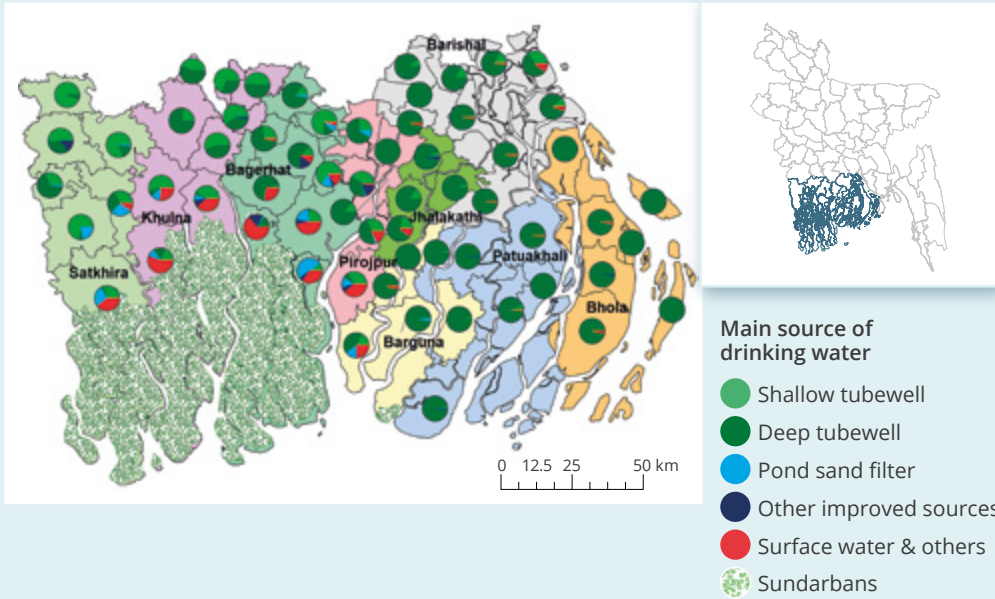 Barishal
Bagerhat
Khulna
Jhalakathi
Satkhira
Pirojpur
Patuakhali
Bhola
Barguna
0 12.5 25 50 km
Main source of
drinking water
Shallow tubewell
Deep tubewell
Pond sand filter
Other improved sources
Surface water & others
Sundarbans